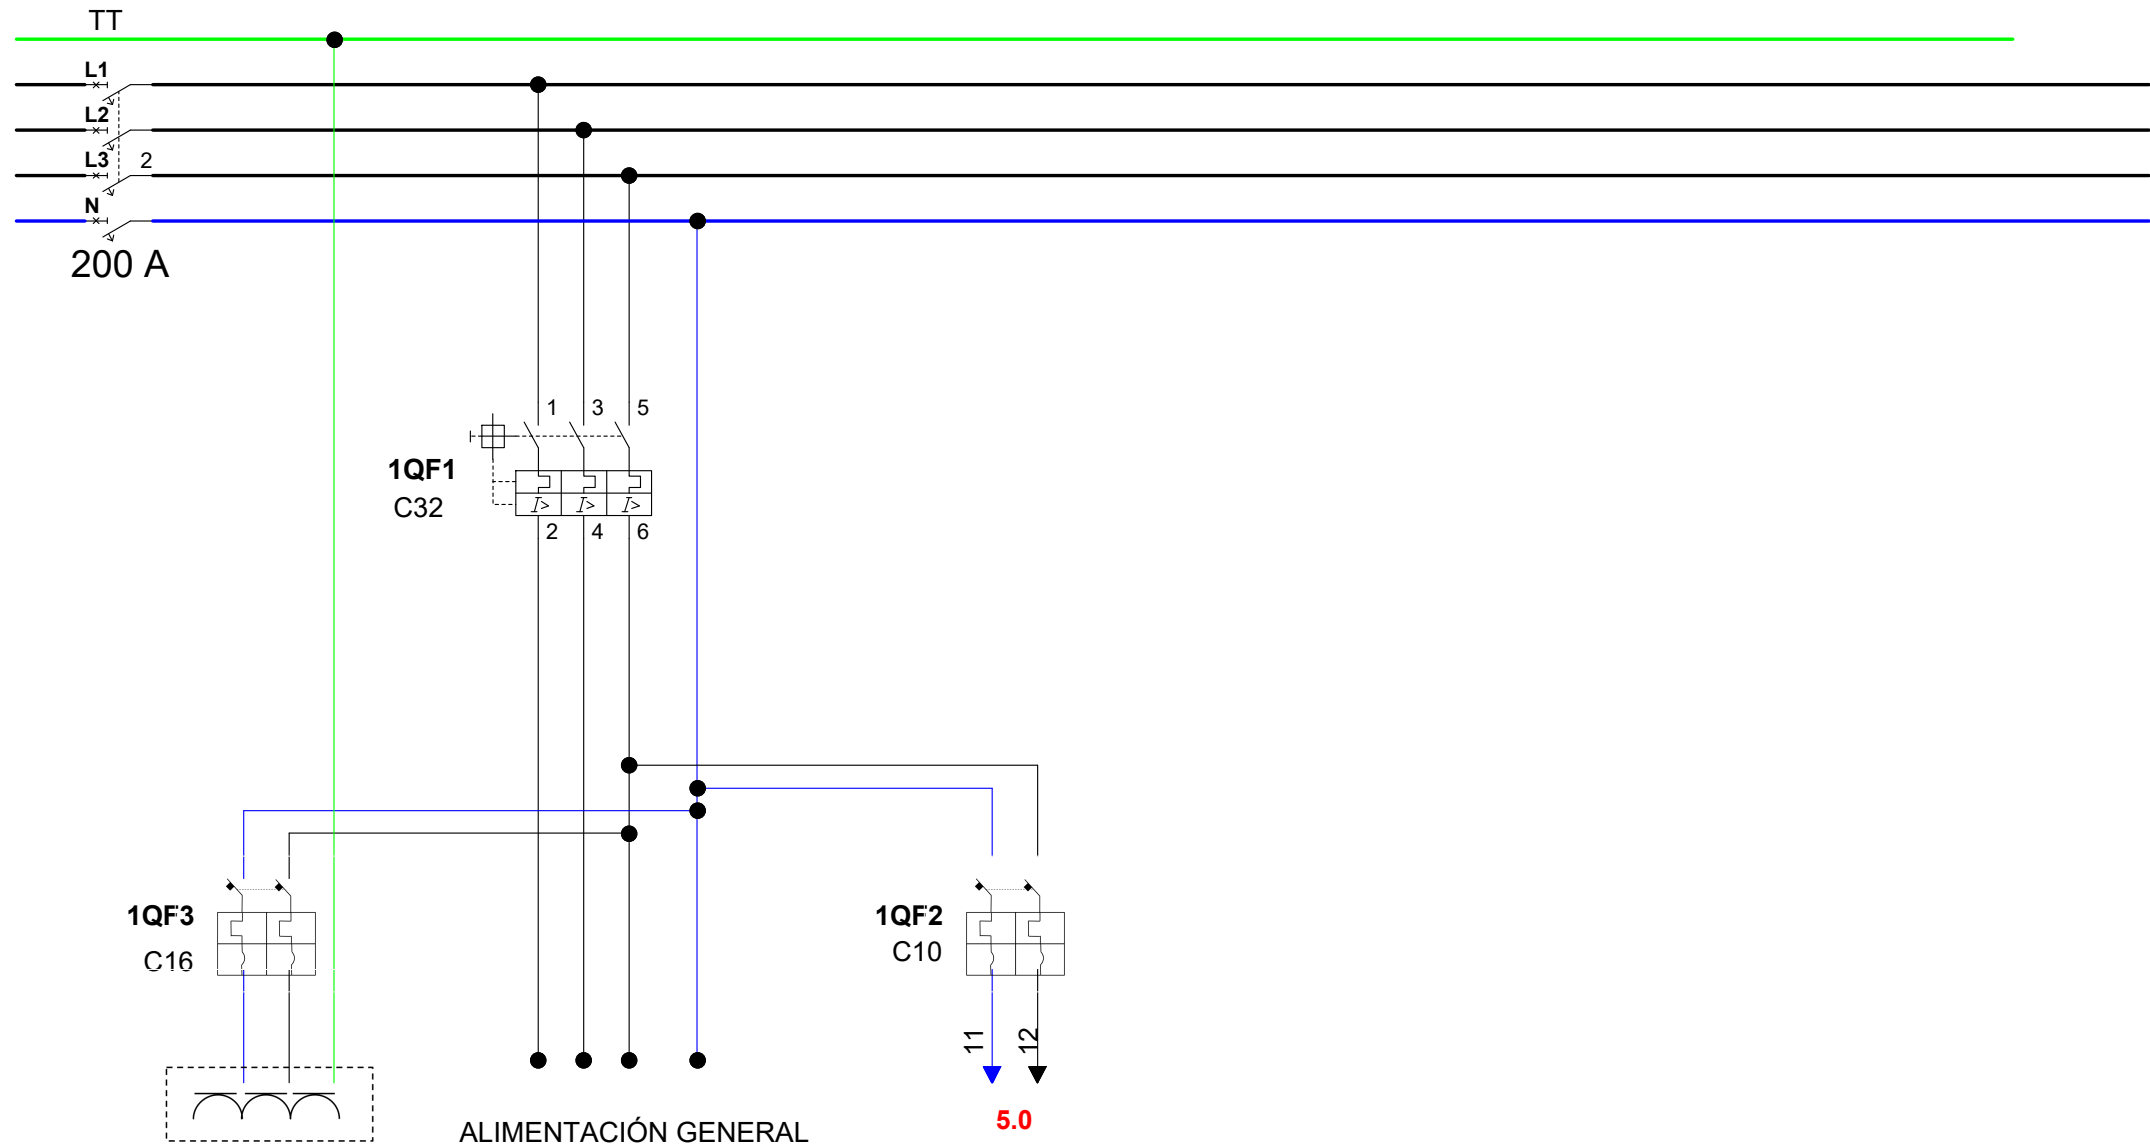 TT
L1
L2
L3 2
N
200 A
1 3 5
1QF1
C32
2 4 6
1QF3
C16
1QF2
C10
11 12
5.0
ALIMENTACIÓN GENERAL